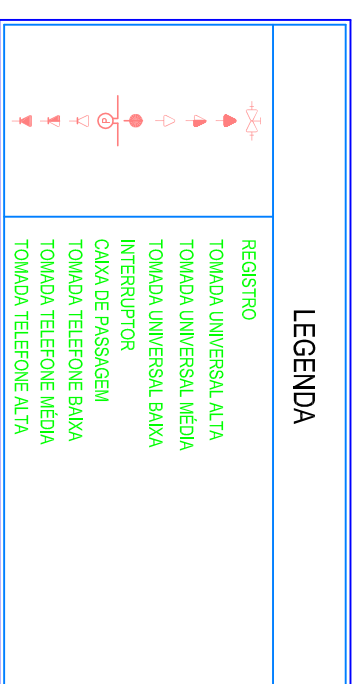 LEGENDA
REGISTRO
TOMADA UNIVERSAL ALTA
TOMADA UNIVERSAL MÉDIA
TOMADA UNIVERSAL BAIXA
INTERRUPTOR
CAIXA DE PASSAGEM
TOMADA TELEFONE BAIXA
TOMADA TELEFONE MÉDIA
TOMADA TELEFONE ALTA
P